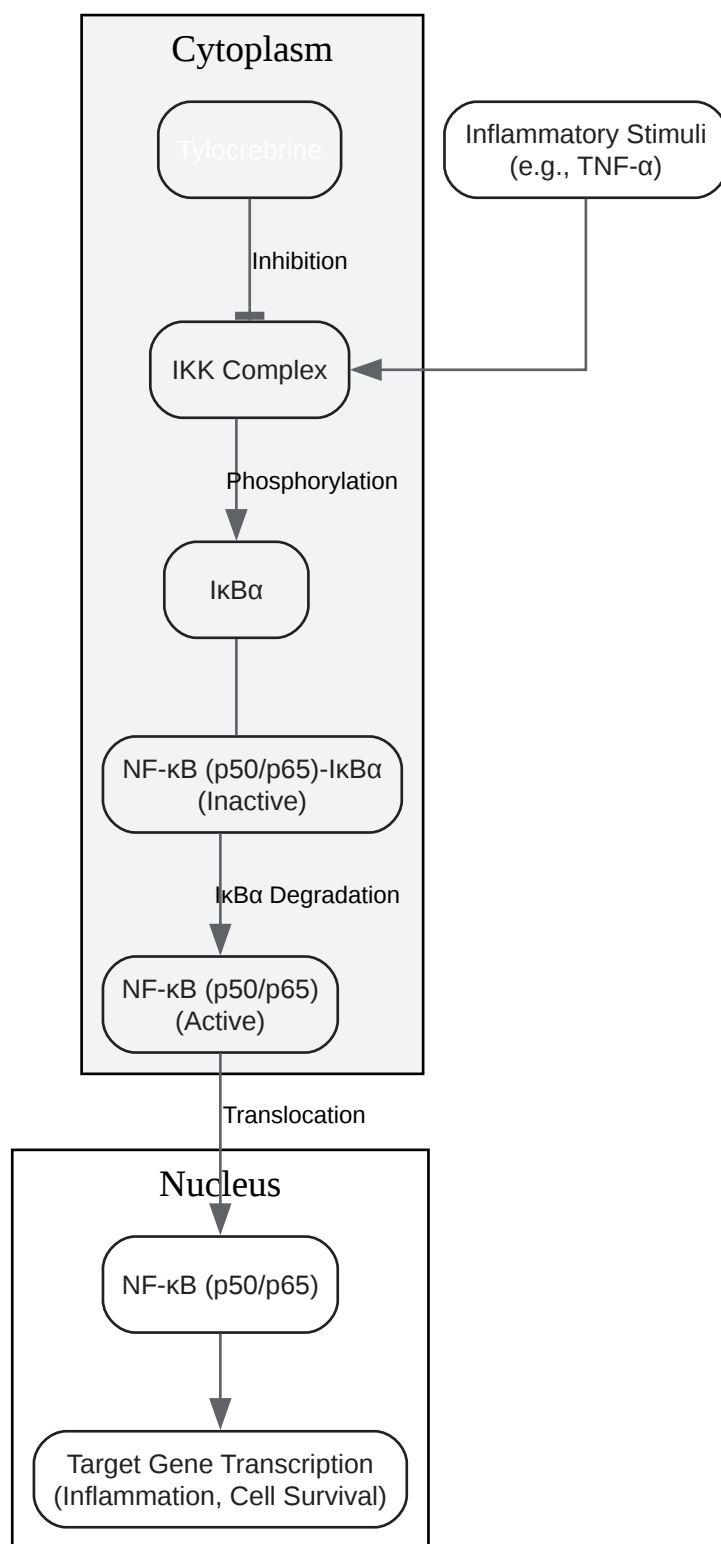 Cytoplasm
Tylocrebrine
Inflammatory Stimuli
(e.g., TNF-α)
Inhibition
IKK Complex
Phosphorylation
IκBα
NF-κB (p50/p65)-IκBα
(Inactive)
IκBα Degradation
NF-κB (p50/p65)
(Active)
Translocation
Nucleus
NF-κB (p50/p65)
Target Gene Transcription
(Inflammation, Cell Survival)